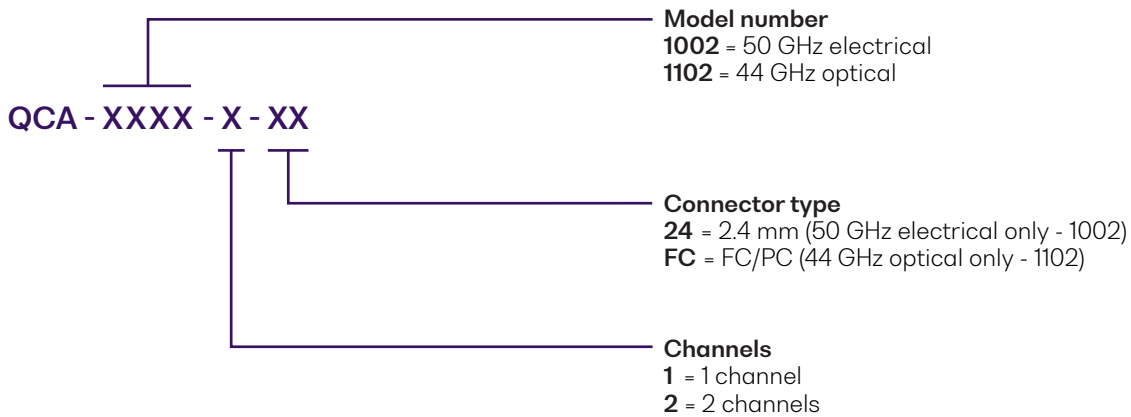 Model number
1002 = 50 GHz electrical
1102 = 44 GHz optical
QCA - XXXX - X - XX
Connector type
24 = 2.4 mm (50 GHz electrical only - 1002)
FC = FC/PC (44 GHz optical only - 1102)
Channels
1 = 1 channel
2 = 2 channels